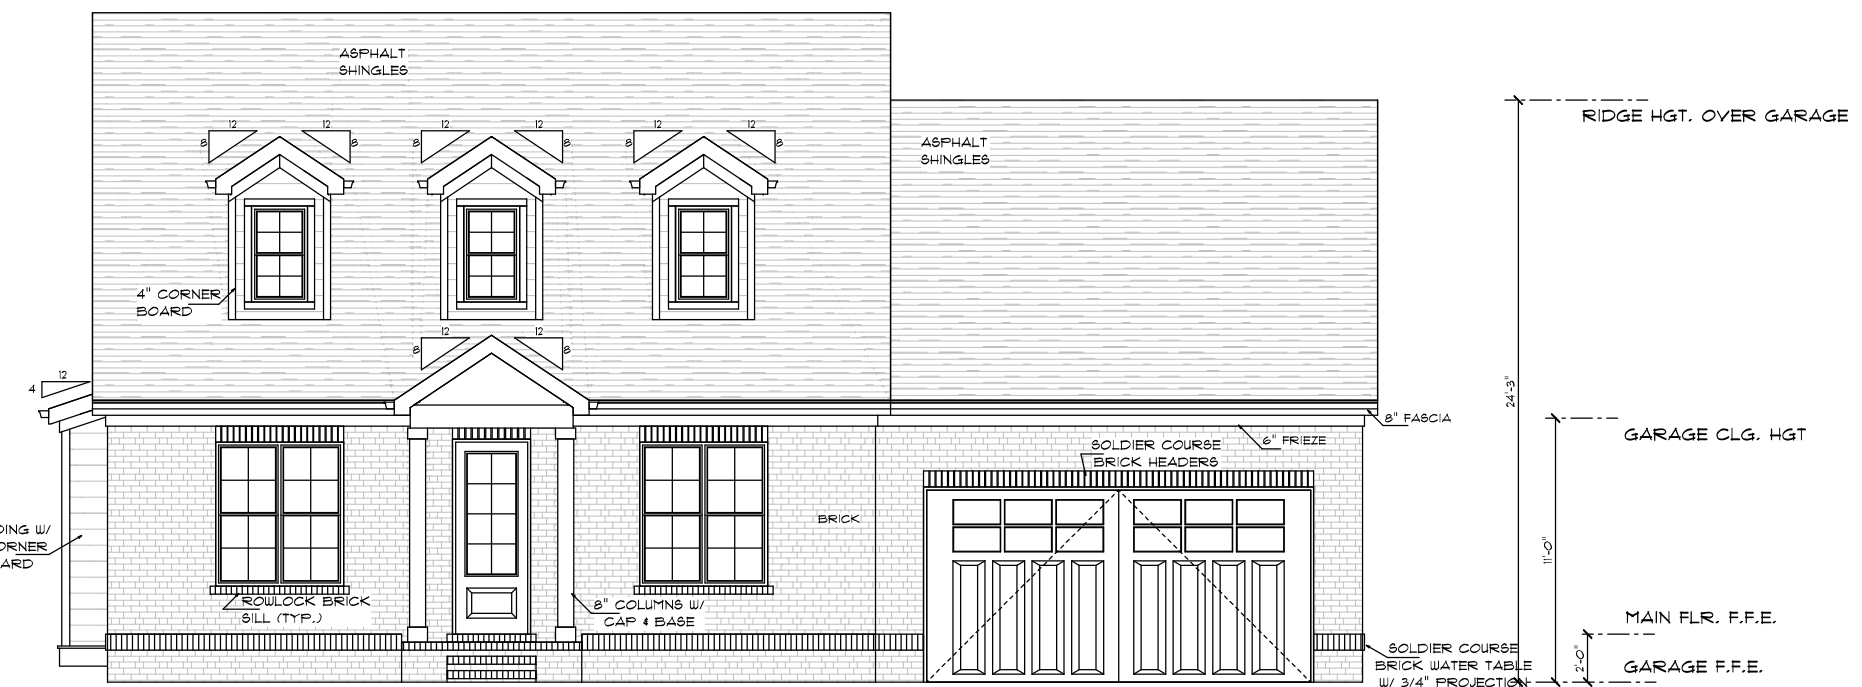 ASPHALT
SHINGLES
12
12
12
12
12
12
8
8
8
8
8
8
ASPHALT
SHINGLES
RIDGE HGT. OVER GARAGE
4" CORNER
BOARD
12
12
8
8
12
4
24'-3"
8" FASCIA
6" FRIEZE
GARAGE CLG. HGT
SOLDIER COURSE
BRICK HEADERS
BRICK
DING W/
ORNER
ARD
11'-0"
ROWLOCK BRICK
SILL (TYP.)
8" COLUMNS W/
CAP & BASE
MAIN FLR. F.F.E.
2'-0"
SOLDIER COURSE
BRICK WATER TABLE
W/ 3/4" PROJECTION
GARAGE F.F.E.